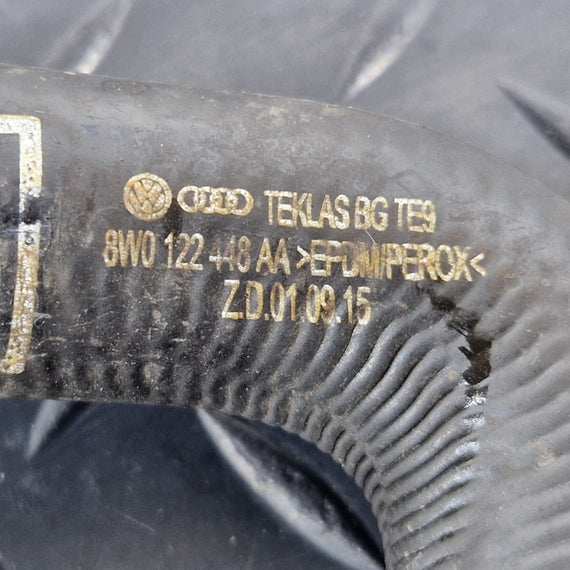 TEKLAS BG TE9
8W0 122 448 AA >EPDM/PEROX<
Z.D.01 09.15